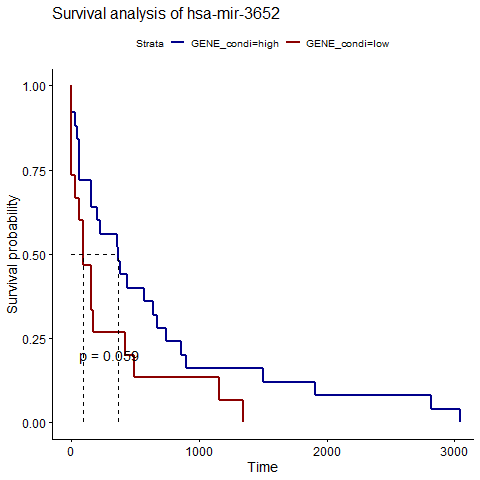 Survival analysis of hsa-mir-3652
Strata GENE_condi=high GENE_condi=low
Survival probability
1.00
0.75
0.50
0.25
0.00
p = 0.059
0 1000 2000 3000
Time